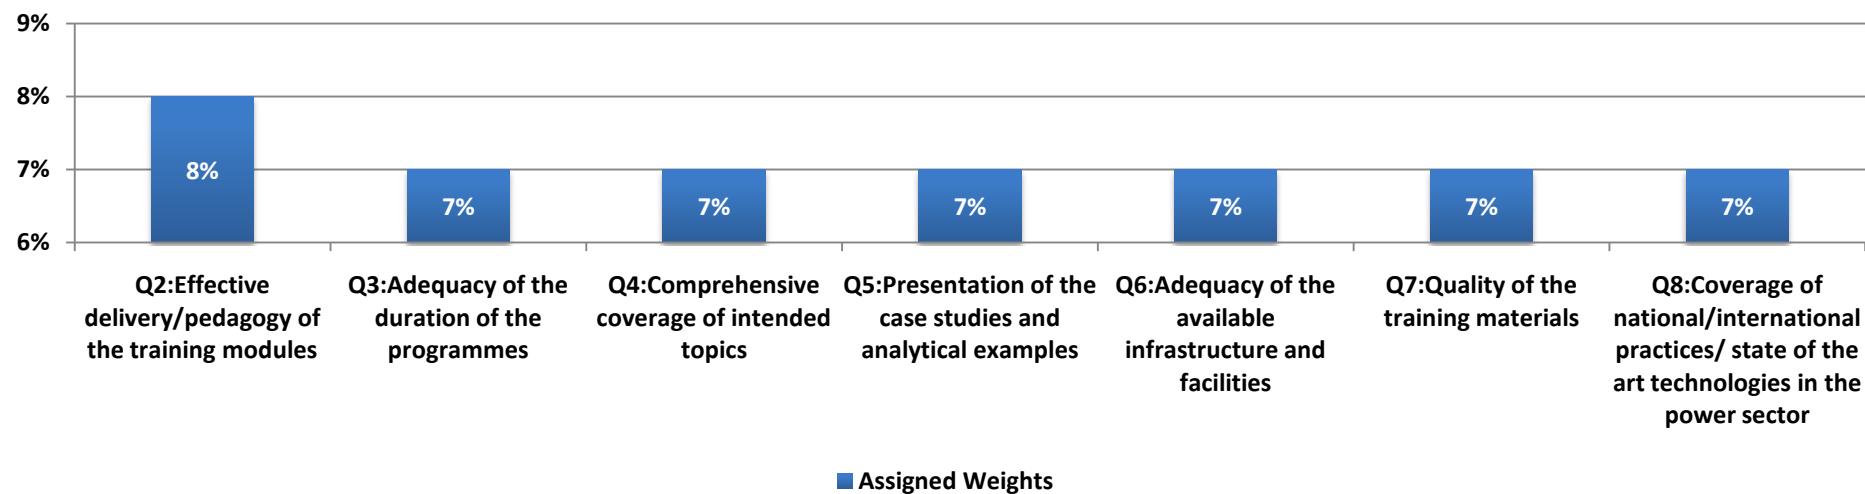 9%
8%
7%
6%
8%
7%
7%
7%
7%
7%
7%
Q2:Effective
delivery/pedagogy of
the training modules
Q3:Adequacy of the
duration of the
programmes
Q4:Comprehensive
coverage of intended
topics
Q5:Presentation of the
case studies and
analytical examples
Q6:Adequacy of the
available
infrastructure and
facilities
Q7:Quality of the
training materials
Q8:Coverage of
national/international
practices/ state of the
art technologies in the
power sector
Assigned Weights